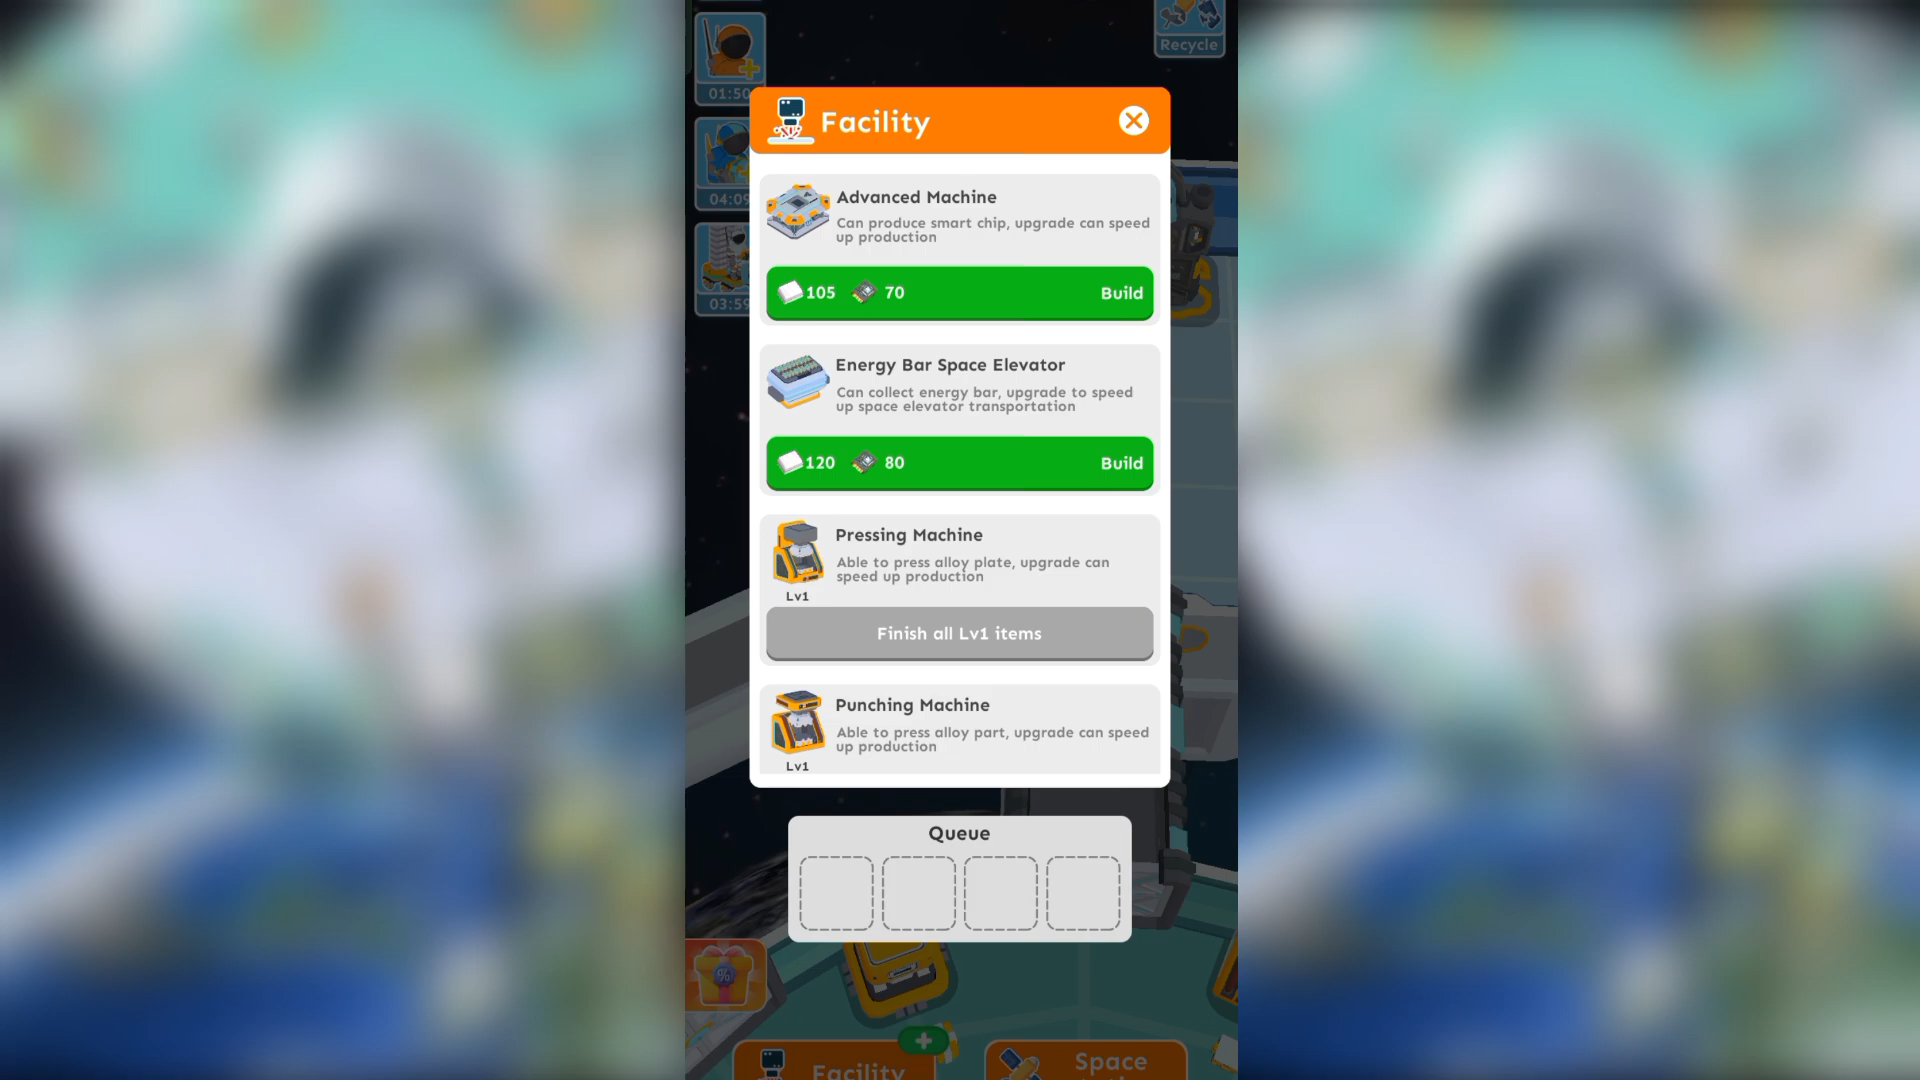 Recycle
01:50
04:09
03:59
Facility
Advanced Machine
Can produce smart chip, upgrade can speed
up production
105 70 Build
Energy Bar Space Elevator
Can collect energy bar, upgrade to speed
up space elevator transportation
120 80 Build
Pressing Machine
Able to press alloy plate, upgrade can
speed up production
Lv1
Finish all Lv1 items
Punching Machine
Able to press alloy part, upgrade can speed
up production
Lv1
Queue
%
Facility
Space